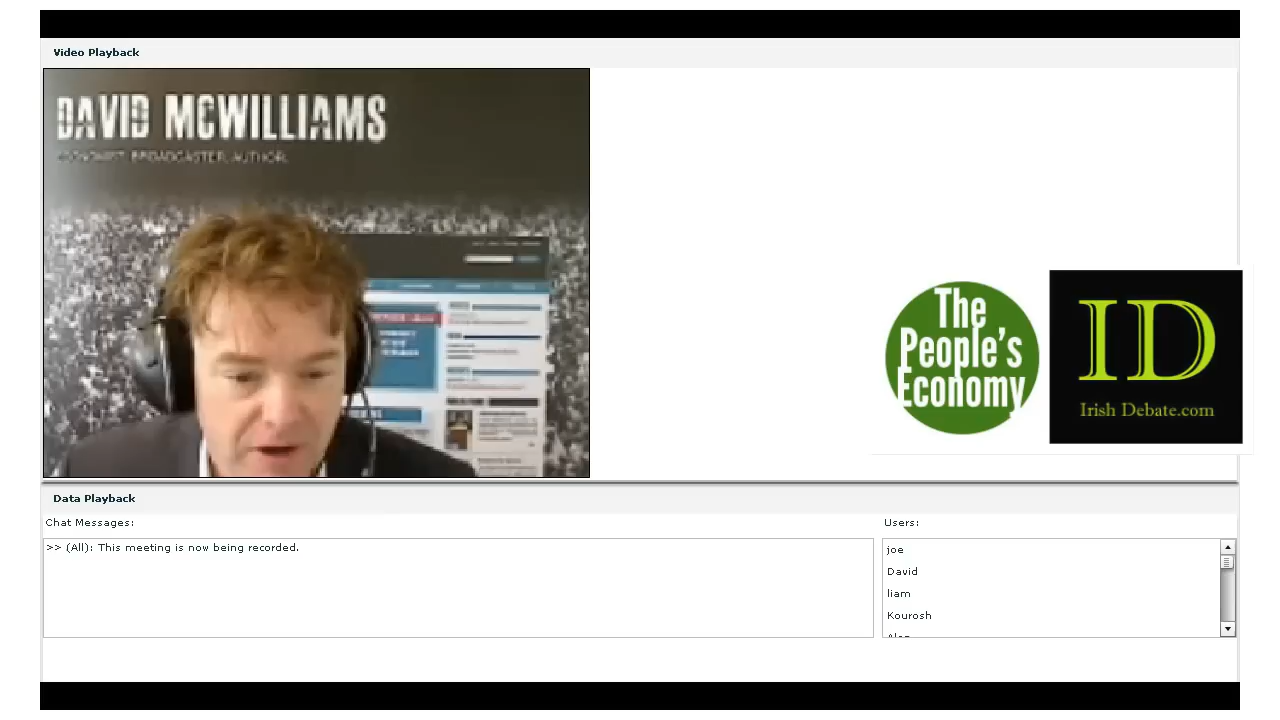 Video Playback
DAVID MCWILLIAMS
ECONOMIST. BROADCASTER. AUTHOR.
The
People's
Economy
ID
Irish Debate.com
Data Playback
Chat Messages:
Users:
>> (All): This meeting is now being recorded.
joe
David
liam
Kourosh